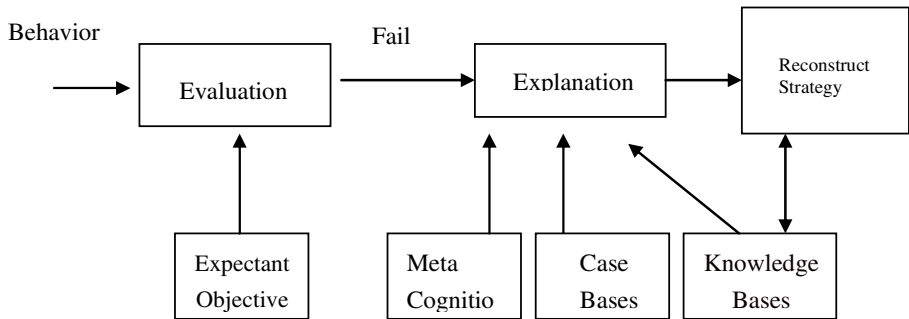 Behavior
Fail
Evaluation
Explanation
Reconstruct
Strategy
Expectant
Objective
Meta
Cognitio
Case
Bases
Knowledge
Bases